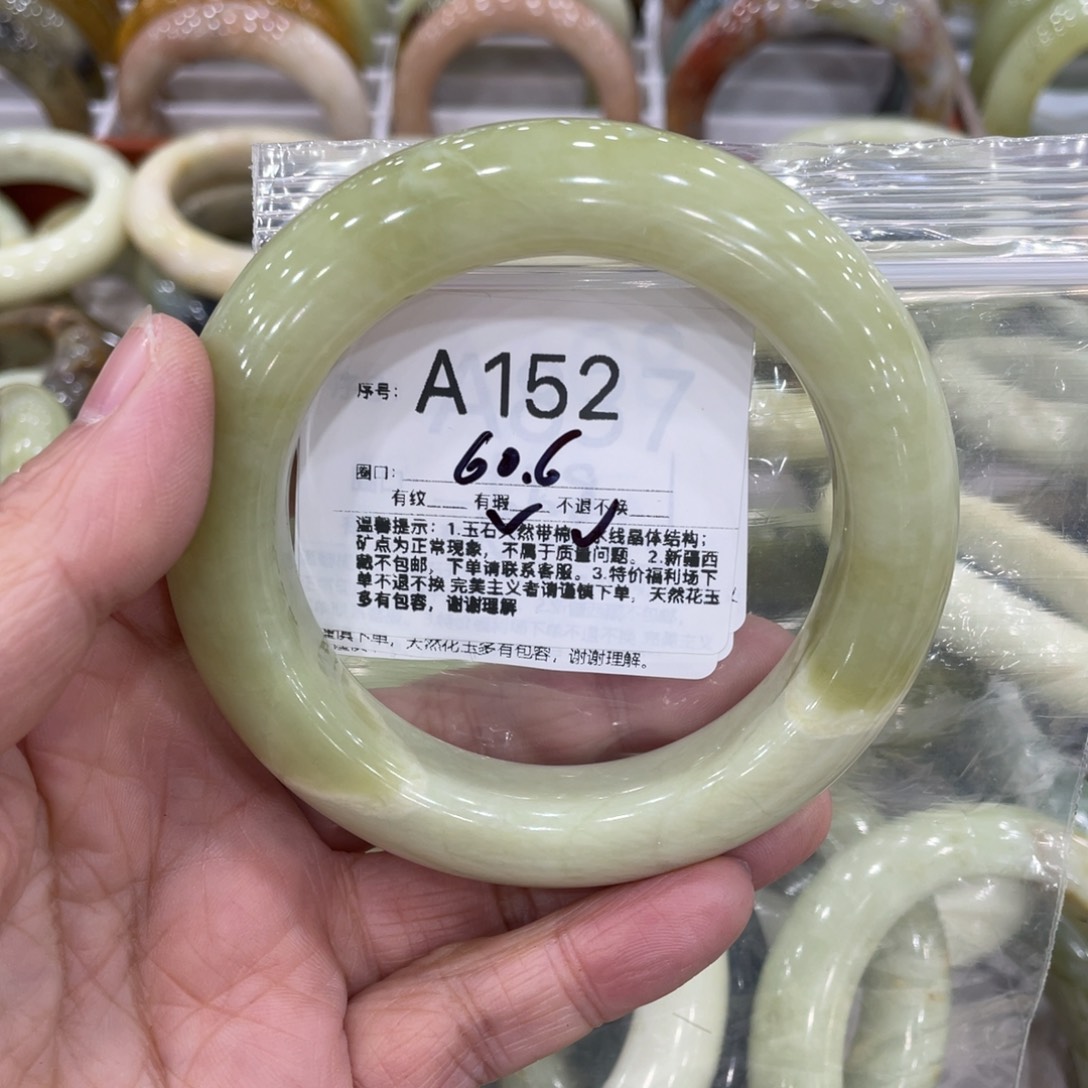 序号: A152
圈口: 60.6
有纹 有瑕 不退不换
✓ ✓
温馨提示: 1.玉石天然带棉 水线晶体结构;
矿点为正常现象, 不属于质量问题。2.新疆西
藏不包邮, 下单请联系客服。3.特价福利场下
单不退不换 完美主义者请谨慎下单, 天然花玉
多有包容, 谢谢理解
谨慎下单, 天然花玉多有包容, 谢谢理解。